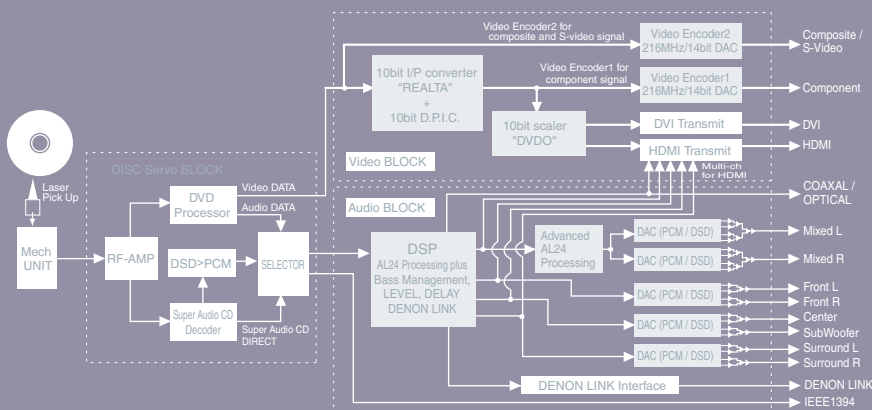 Video Encoder2 for
composite and S-video signal
Video Encoder2
216MHz/14bit DAC
Composite /
S-Video
10bit I/P converter
"REALTA"
+
10bit D.P.I.C.
Video Encoder1 for
component signal
Video Encoder1
216MHz/14bit DAC
Component
10bit scaler
"DVDO"
DVI Transmit
DVI
HDMI Transmit
HDMI
Multi-ch
for HDMI
Video BLOCK
DISC Servo BLOCK
Laser
Pick Up
Mech
UNIT
RF-AMP
DVD
Processor
Video DATA
Audio DATA
DSD>PCM
SELECTOR
Super Audio CD
Decoder
Super Audio CD
DIRECT
Audio BLOCK
COAXAL /
OPTICAL
DSP
AL24 Processing plus
Bass Management,
LEVEL, DELAY
DENON LINK
Advanced
AL24
Processing
DAC (PCM / DSD)
Mixed L
DAC (PCM / DSD)
Mixed R
DAC (PCM / DSD)
Front L
Front R
DAC (PCM / DSD)
Center
SubWoofer
DAC (PCM / DSD)
Surround L
Surround R
DENON LINK Interface
DENON LINK
IEEE1394